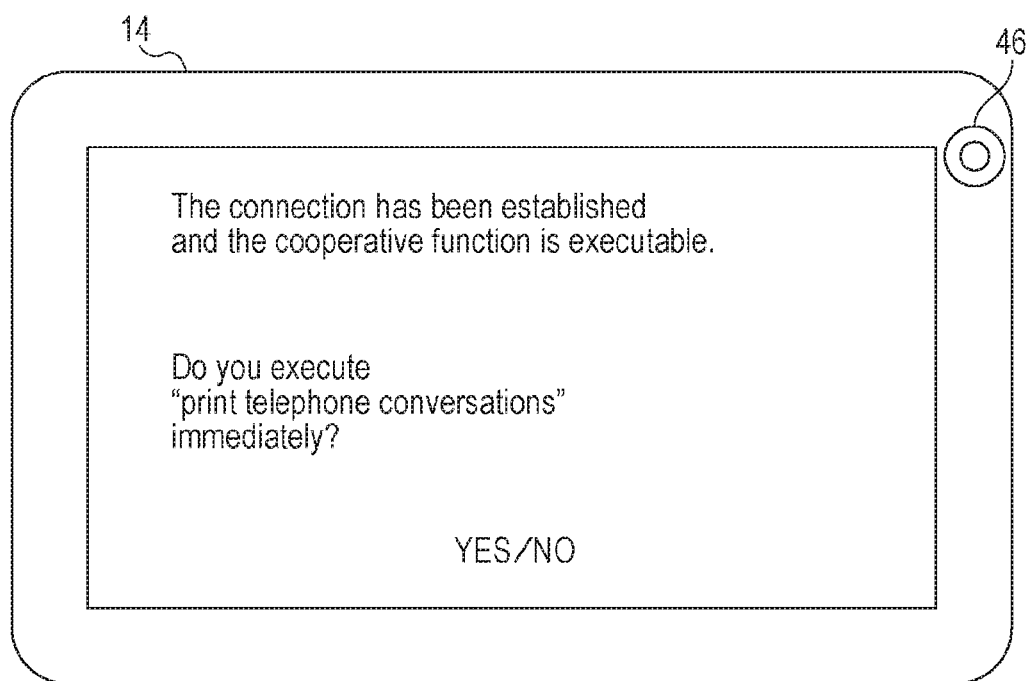 14
46
The connection has been established
and the cooperative function is executable.
Do you execute
“print telephone conversations”
immediately?
YES/NO